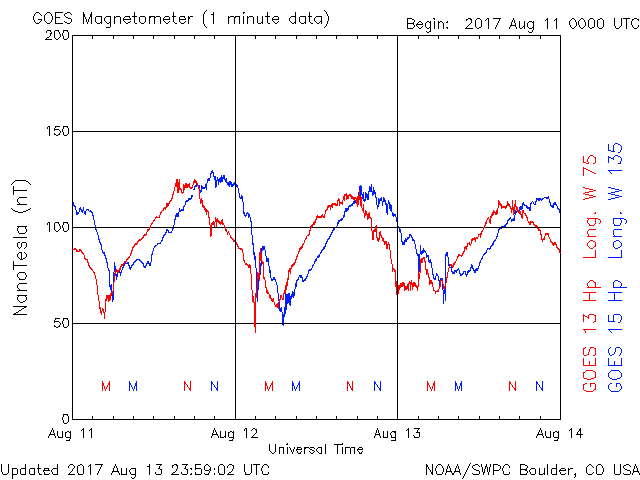 GOES Magnetometer (1 minute data)
Begin: 2017 Aug 11 0000 UTC
200
150
100
50
0
NanoTesla (nT)
M M N N M M N N M M N N
Aug 11 Aug 12 Aug 13 Aug 14
Universal Time
GOES 13 Hp Long. W 75
GOES 15 Hp Long. W 135
Updated 2017 Aug 13 23:59:02 UTC
NOAA/SWPC Boulder, CO USA